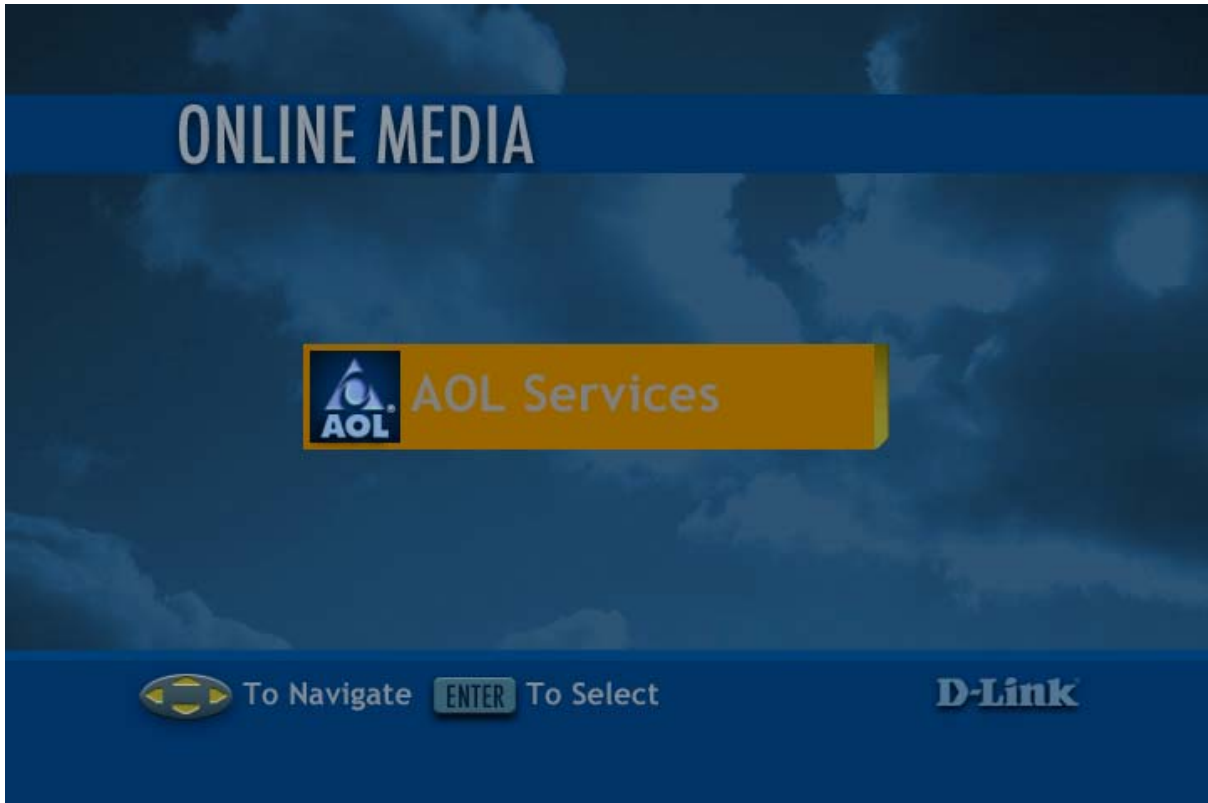 ONLINE MEDIA
AOL® AOL Services
To Navigate ENTER To Select
D-Link